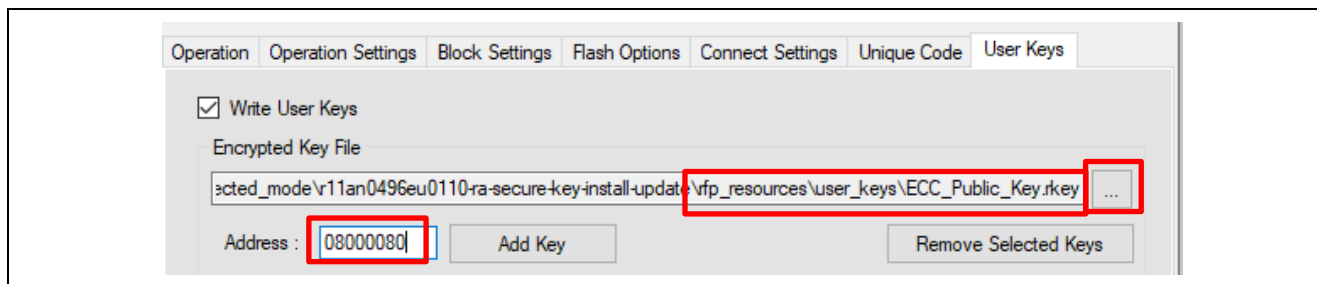 Operation Operation Settings Block Settings Flash Options Connect Settings Unique Code User Keys
Write User Keys
Encrypted Key File
ected_mode\r11an0496eu0110-ra-secure-key-install-update\rfp_resources\user_keys\ECC_Public_Key.rkey ...
Address : 08000080 Add Key Remove Selected Keys